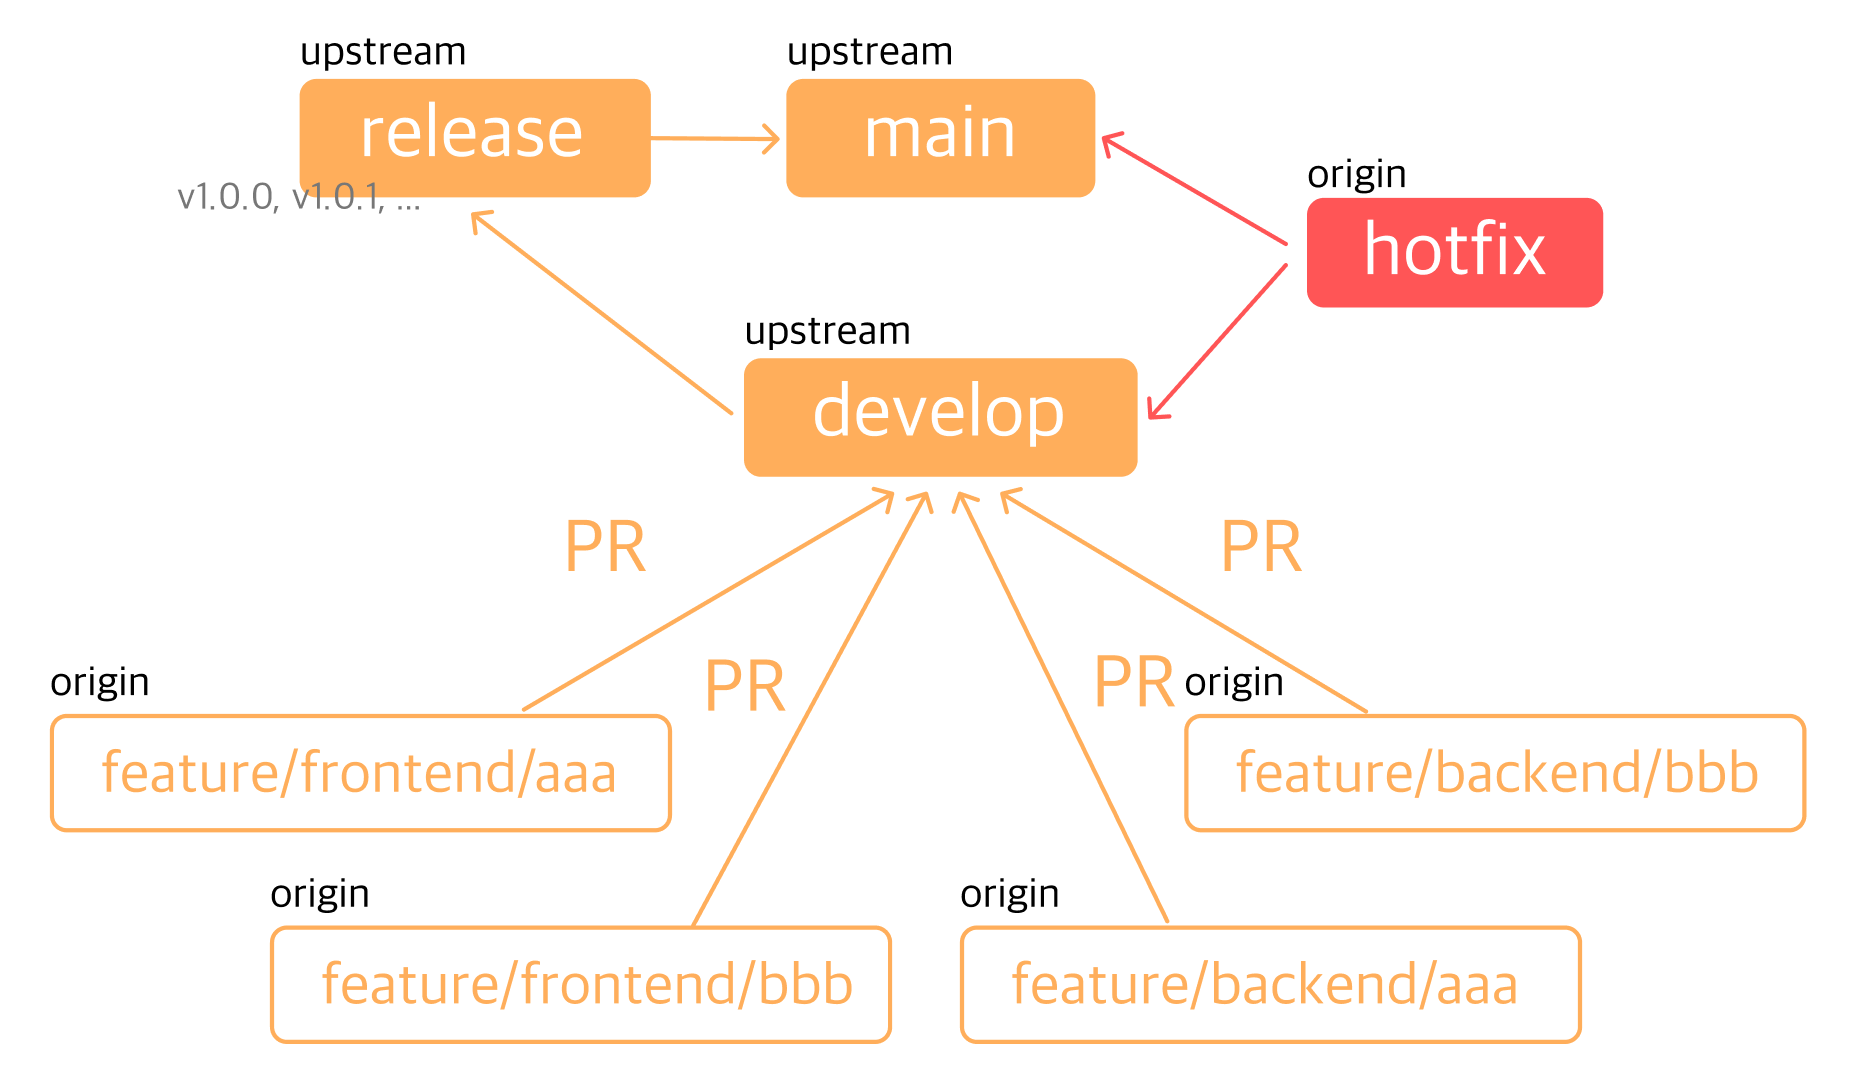 upstream
release
v1.0.0, v1.0.1, ...
upstream
main
origin
hotfix
upstream
develop
PR
PR
PR
PR
origin
feature/frontend/aaa
origin
feature/backend/bbb
origin
feature/frontend/bbb
origin
feature/backend/aaa